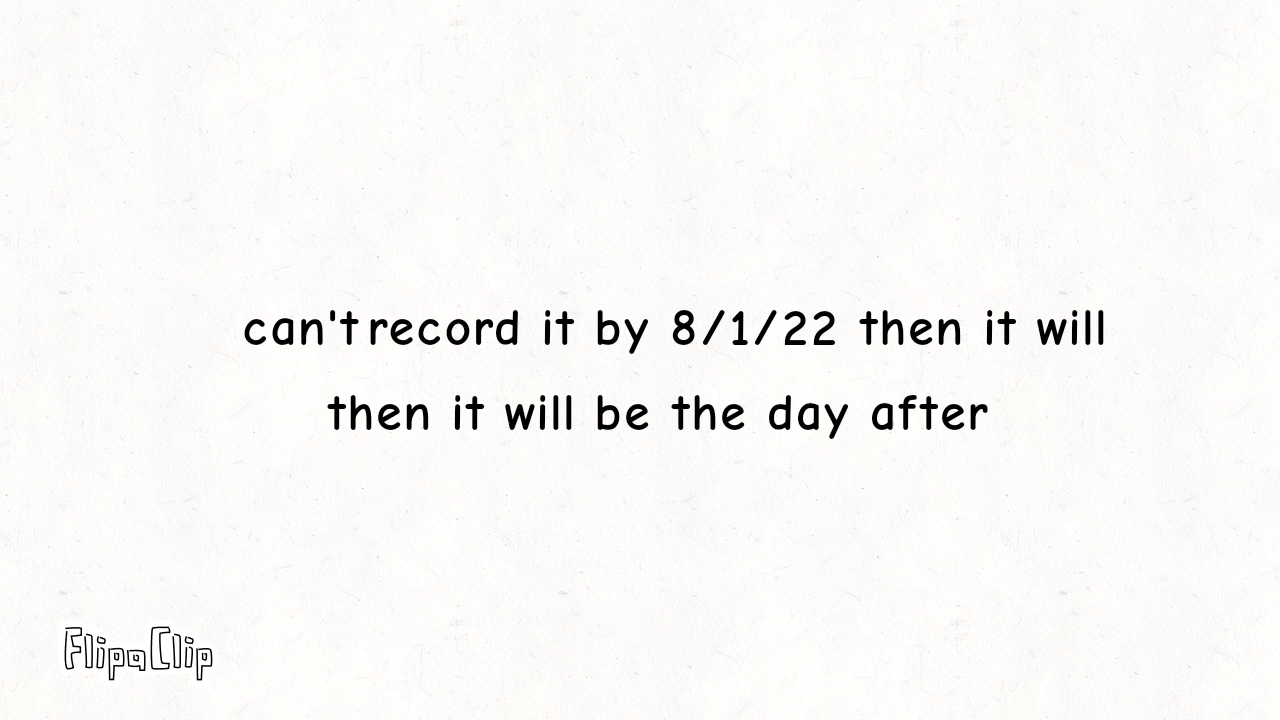 can't record it by 8/1/22 then it will
then it will be the day after
FlipaClip